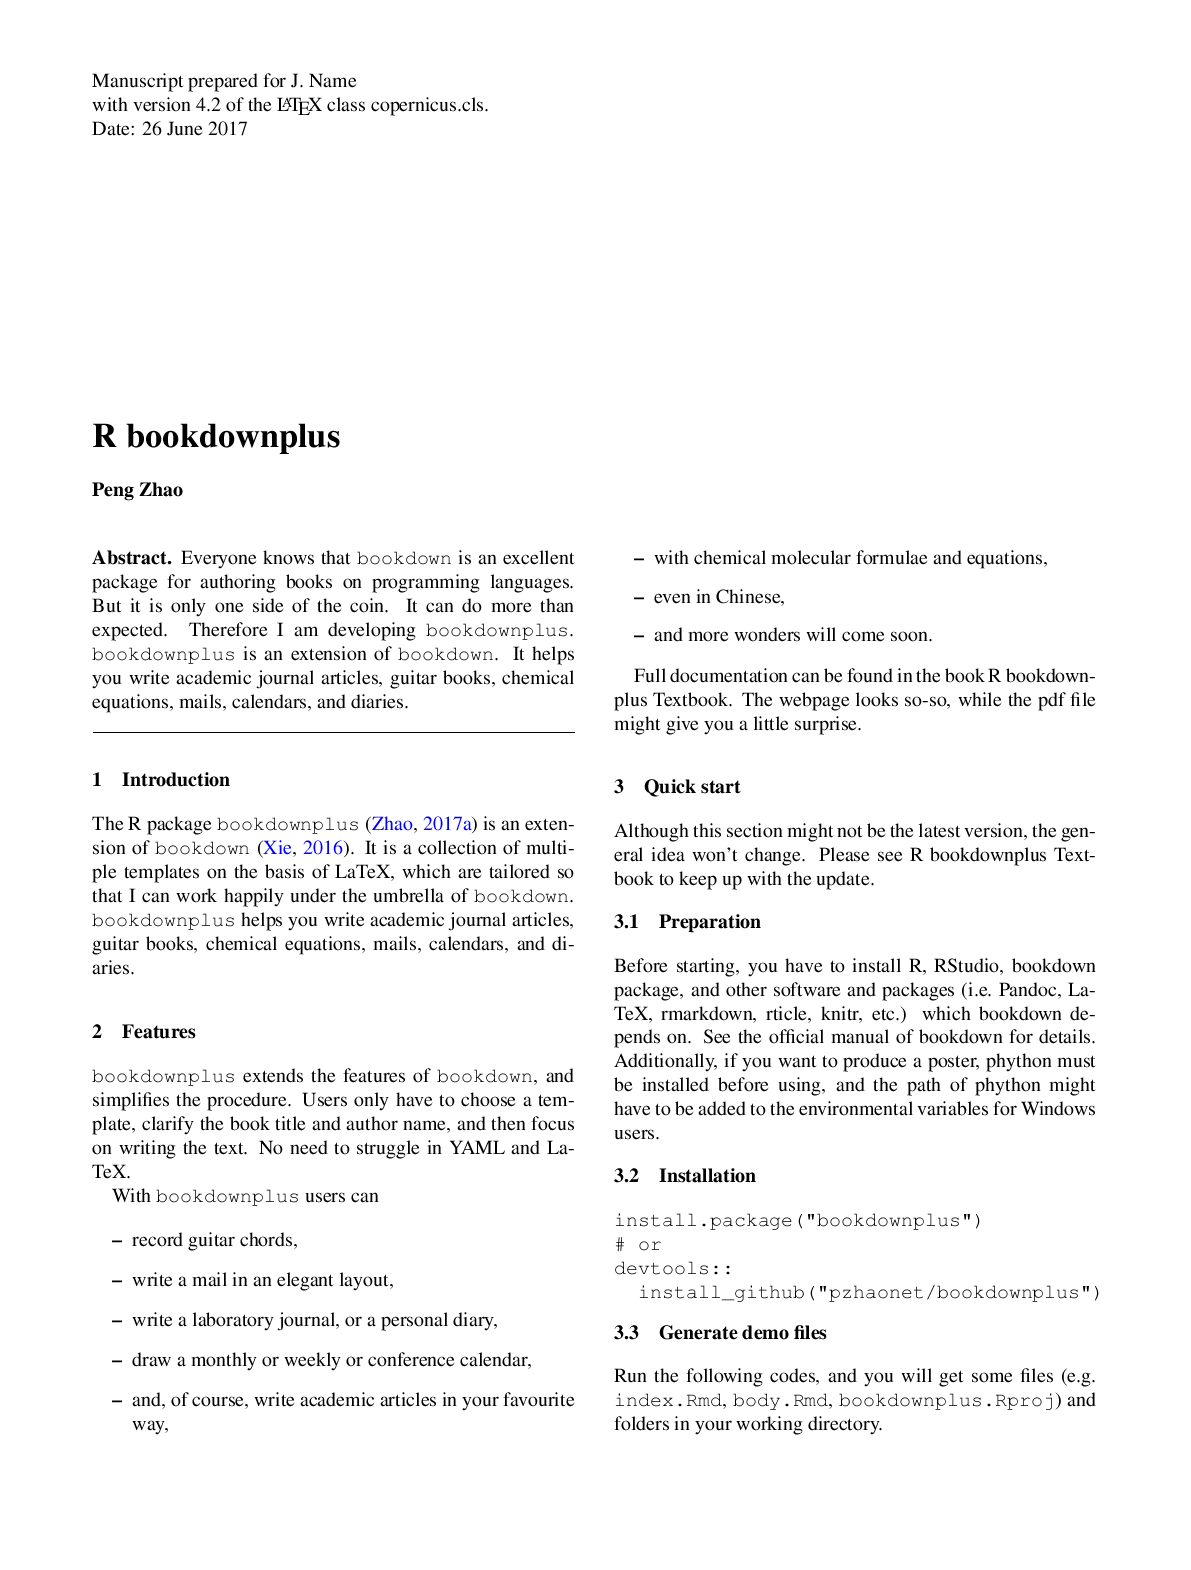 Manuscript prepared for J. Name
with version 4.2 of the LATEX class copernicus.cls.
Date: 26 June 2017
R bookdownplus
Peng Zhao
Abstract. Everyone knows that bookdown is an excellent
package for authoring books on programming languages.
But it is only one side of the coin. It can do more than
expected. Therefore I am developing bookdownplus.
bookdownplus is an extension of bookdown. It helps
you write academic journal articles, guitar books, chemical
equations, mails, calendars, and diaries.
1 Introduction
The R package bookdownplus (Zhao, 2017a) is an exten-
sion of bookdown (Xie, 2016). It is a collection of multi-
ple templates on the basis of LaTeX, which are tailored so
that I can work happily under the umbrella of bookdown.
bookdownplus helps you write academic journal articles,
guitar books, chemical equations, mails, calendars, and di-
aries.
2 Features
bookdownplus extends the features of bookdown, and
simplifies the procedure. Users only have to choose a tem-
plate, clarify the book title and author name, and then focus
on writing the text. No need to struggle in YAML and La-
TeX.
With bookdownplus users can
– record guitar chords,
– write a mail in an elegant layout,
– write a laboratory journal, or a personal diary,
– draw a monthly or weekly or conference calendar,
– and, of course, write academic articles in your favourite
way,
– with chemical molecular formulae and equations,
– even in Chinese,
– and more wonders will come soon.
Full documentation can be found in the book R bookdown-
plus Textbook. The webpage looks so-so, while the pdf file
might give you a little surprise.
3 Quick start
Although this section might not be the latest version, the gen-
eral idea won't change. Please see R bookdownplus Text-
book to keep up with the update.
3.1 Preparation
Before starting, you have to install R, RStudio, bookdown
package, and other software and packages (i.e. Pandoc, La-
TeX, rmarkdown, rticle, knitr, etc.) which bookdown de-
pends on. See the official manual of bookdown for details.
Additionally, if you want to produce a poster, phython must
be installed before using, and the path of phython might
have to be added to the environmental variables for Windows
users.
3.2 Installation
install.package("bookdownplus")
# or
devtools::
install_github("pzhaonet/bookdownplus")
3.3 Generate demo files
Run the following codes, and you will get some files (e.g.
index.Rmd, body.Rmd, bookdownplus.Rproj) and
folders in your working directory.